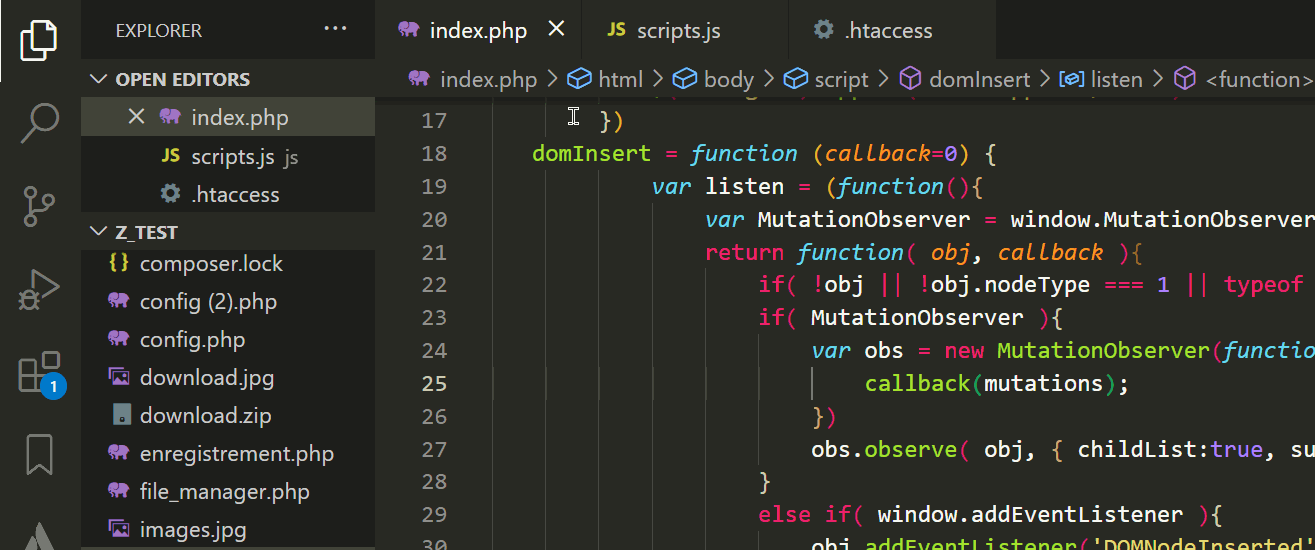 EXPLORER ...
OPEN EDITORS
index.php
JS scripts.js js
.htaccess
Z_TEST
{} composer.lock
config (2).php
config.php
download.jpg
download.zip
enregistrement.php
file_manager.php
images.jpg
1
index.php JS scripts.js .htaccess
index.php > html > body > script > domInsert > listen > <function>
17 })
18 domInsert = function (callback=0) {
19 var listen = (function(){
20 var MutationObserver = window.MutationObserver
21 return function( obj, callback ){
22 if( !obj || !obj.nodeType === 1 || typeof
23 if( MutationObserver ){
24 var obs = new MutationObserver(functio
25 callback(mutations);
26 })
27 obs.observe( obj, { childList:true, su
28 }
29 else if( window.addEventListener ){
30 obj.addEventListener('DOMNodeInserted'